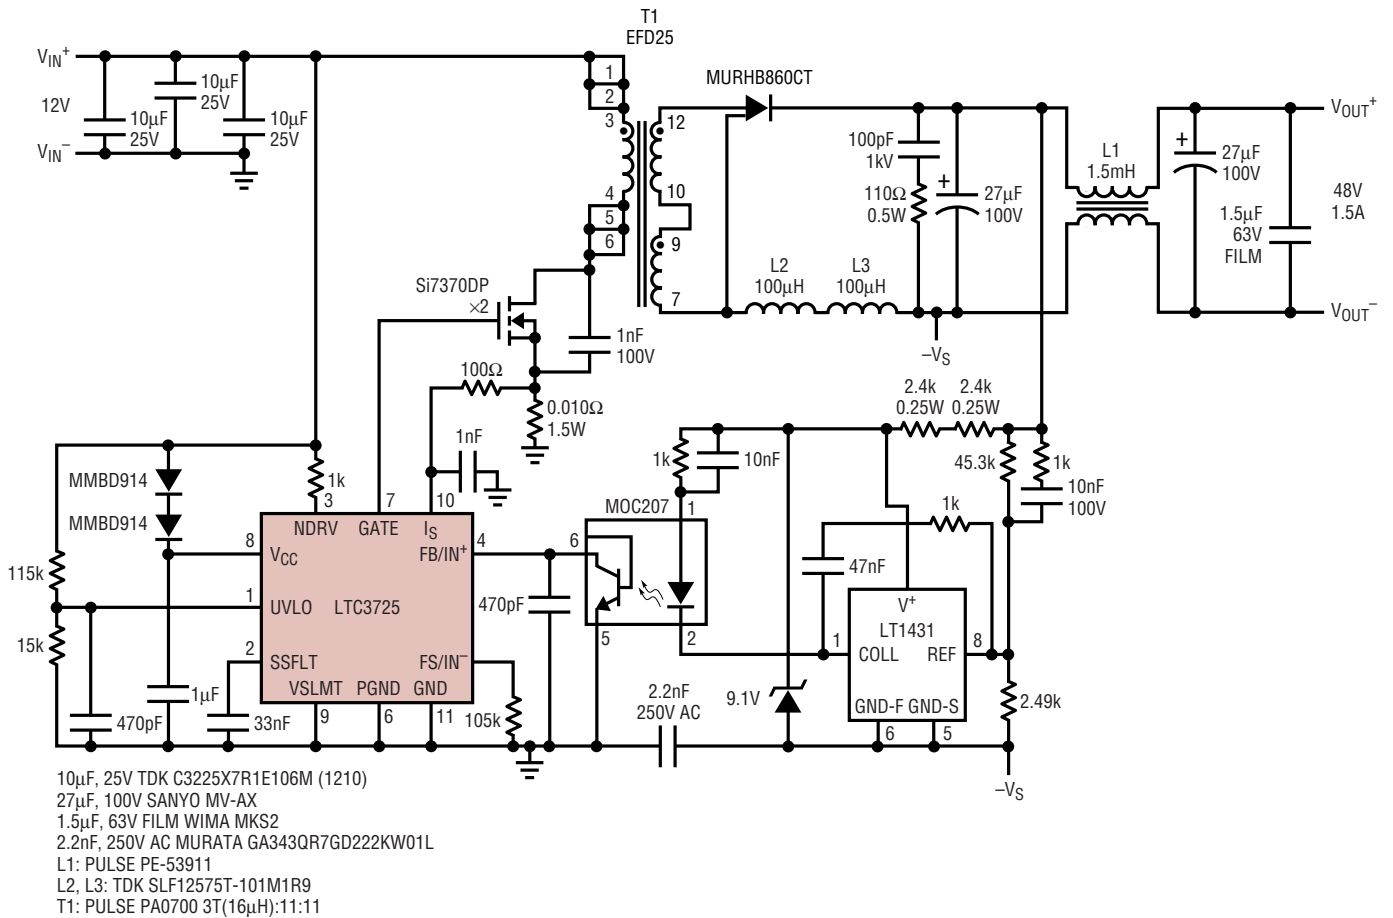 T1
EFD25
V_IN+
12V
V_IN−
10µF
25V
10µF
25V
10µF
25V
1
2
3
4
5
6
12
10
9
7
MURHB860CT
100pF
1kV
110Ω
0.5W
+
27µF
100V
L1
1.5mH
+
27µF
100V
1.5µF
63V
FILM
V_OUT+
48V
1.5A
V_OUT−
L2
100µH
L3
100µH
–V_S
Si7370DP
×2
1nF
100V
100Ω
0.010Ω
1.5W
1nF
MMBD914
MMBD914
1k
3
7
10
NDRV
GATE
I_S
8
V_CC
FB/IN+
4
115k
1
UVLO
LTC3725
15k
2
SSFLT
FS/IN−
VSLMT
PGND
GND
9
6
11
470pF
1µF
33nF
105k
470pF
MOC207
6
5
1
2
1k
10nF
2.4k
0.25W
2.4k
0.25W
45.3k
1k
10nF
100V
1k
47nF
V+
LT1431
1
COLL
REF
8
GND-F
GND-S
6
5
2.49k
9.1V
2.2nF
250V AC
–V_S
10µF, 25V TDK C3225X7R1E106M (1210)
27µF, 100V SANYO MV-AX
1.5µF, 63V FILM WIMA MKS2
2.2nF, 250V AC MURATA GA343QR7GD222KW01L
L1: PULSE PE-53911
L2, L3: TDK SLF12575T-101M1R9
T1: PULSE PA0700 3T(16µH):11:11